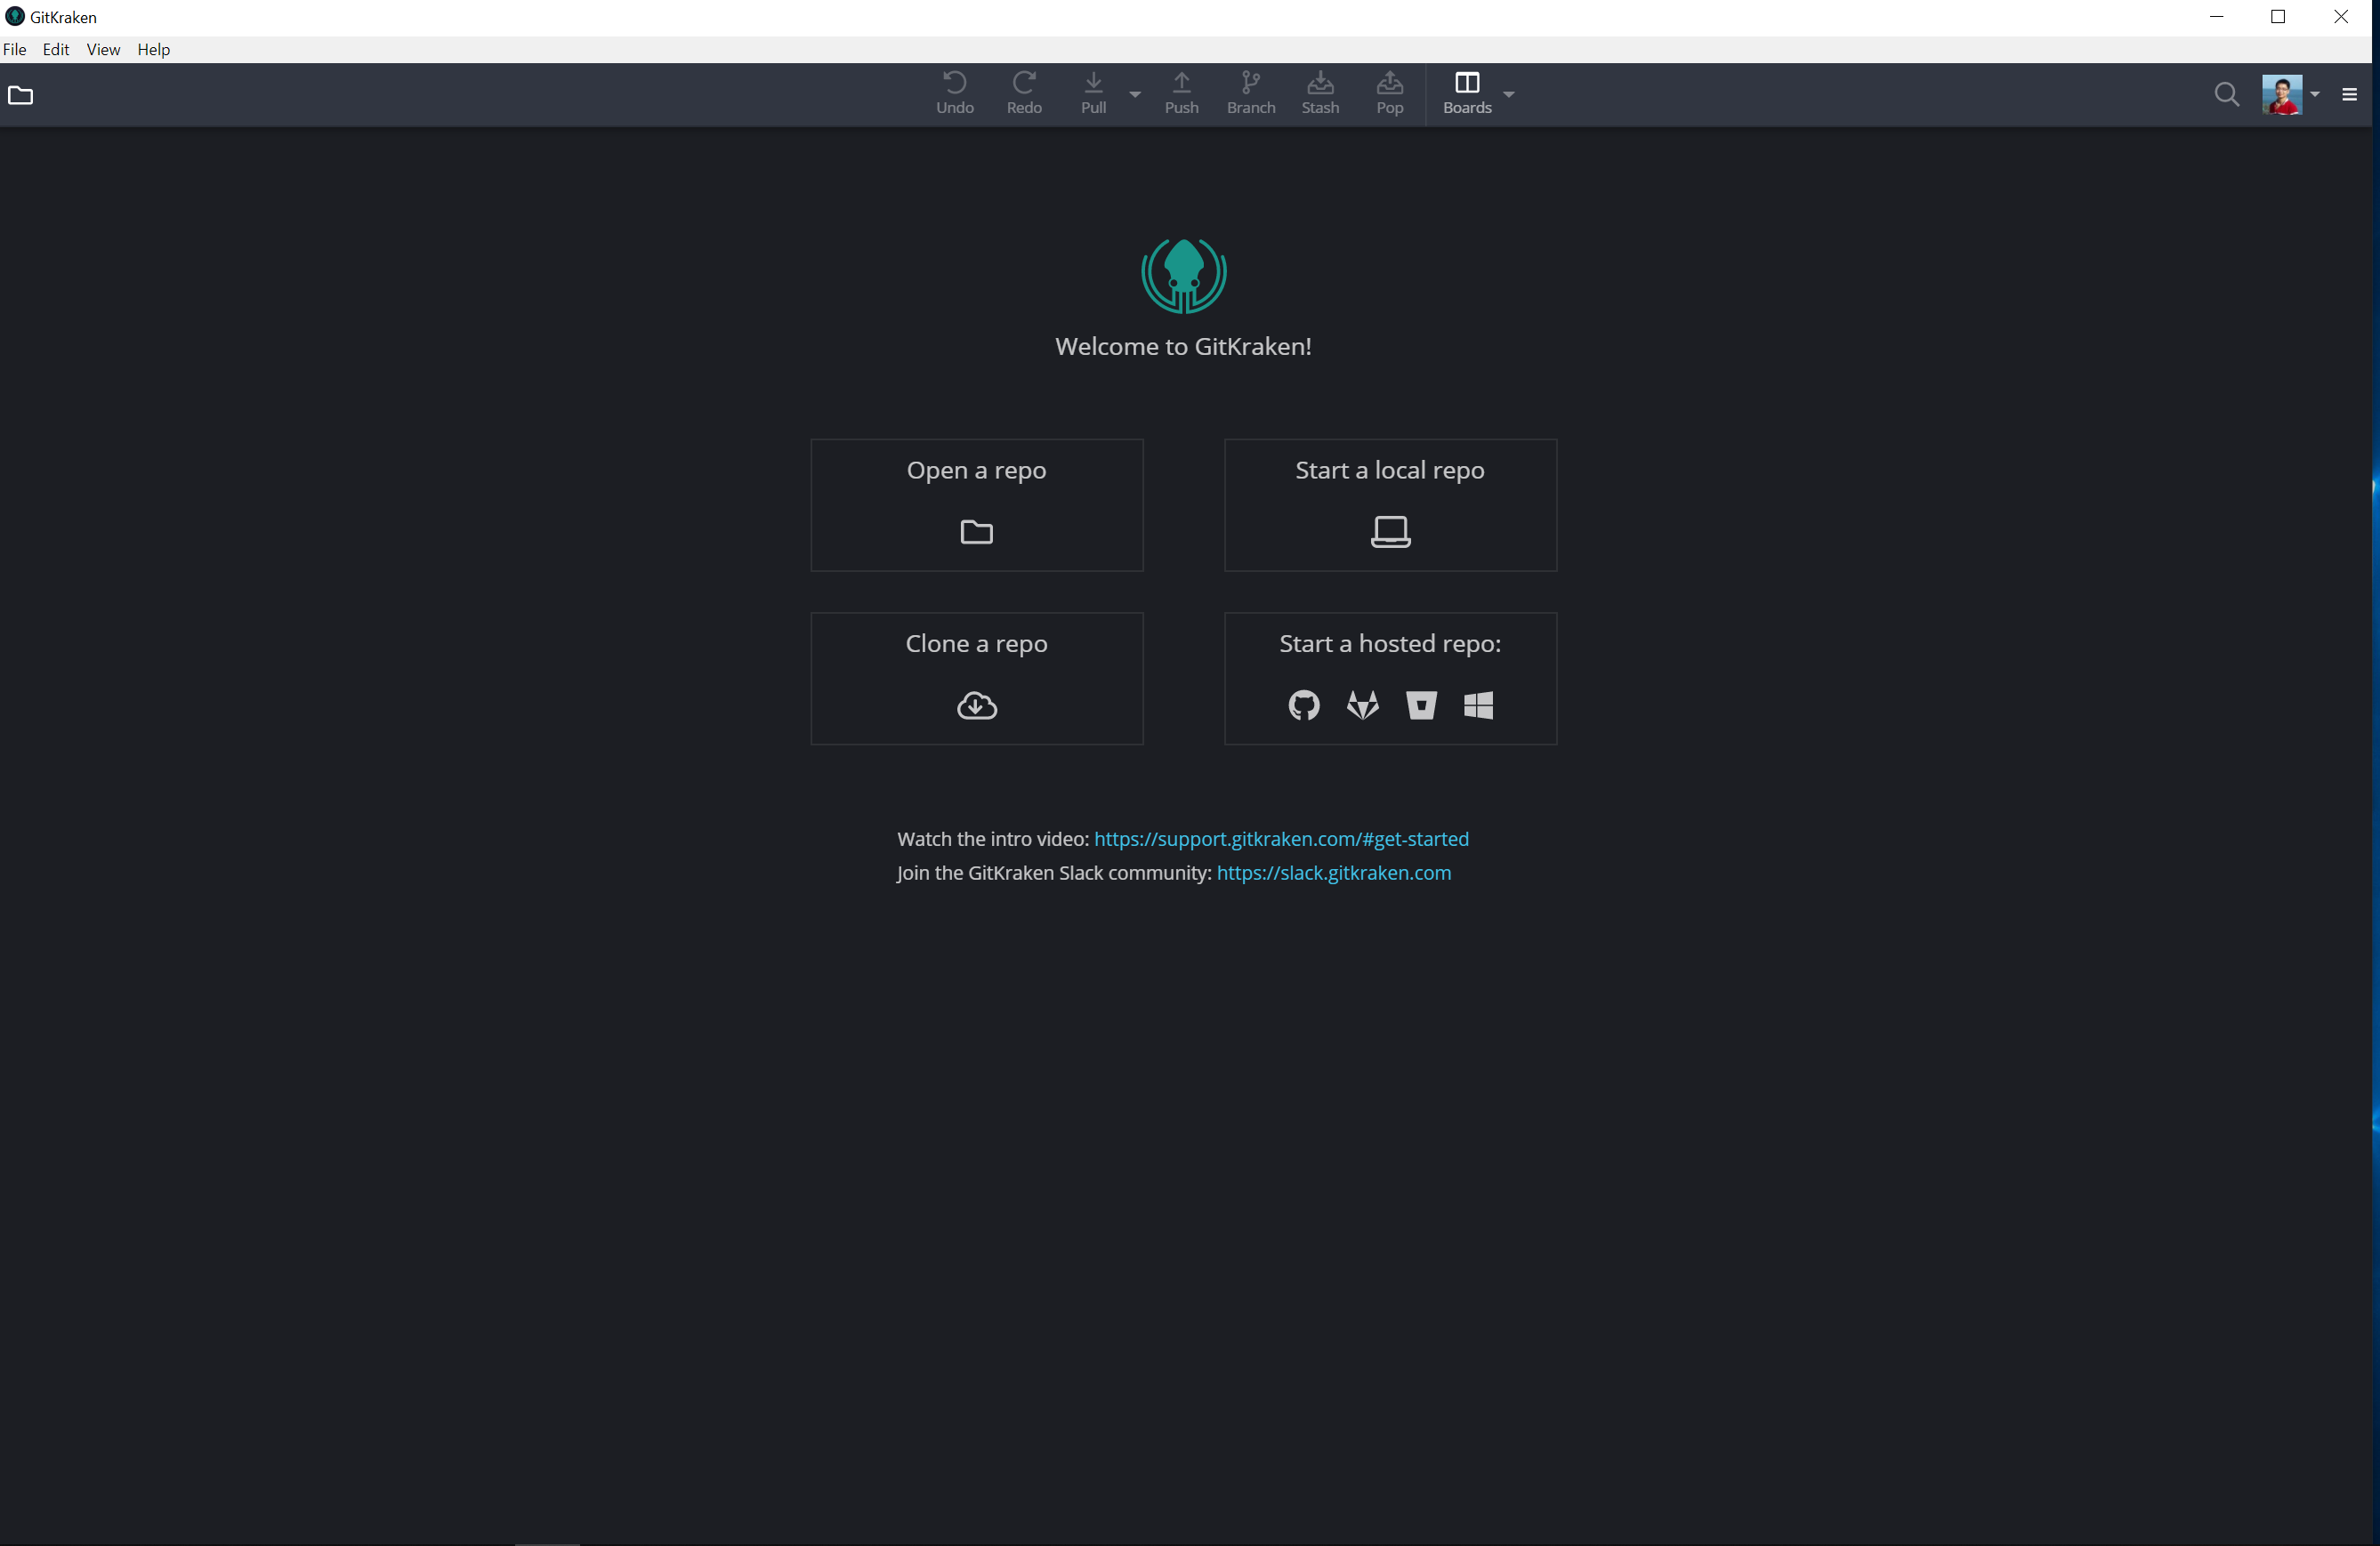 GitKraken
File Edit View Help
Undo Redo Pull Push Branch Stash Pop Boards
Welcome to GitKraken!
Open a repo
Start a local repo
Clone a repo
Start a hosted repo:
Watch the intro video: https://support.gitkraken.com/#get-started
Join the GitKraken Slack community: https://slack.gitkraken.com